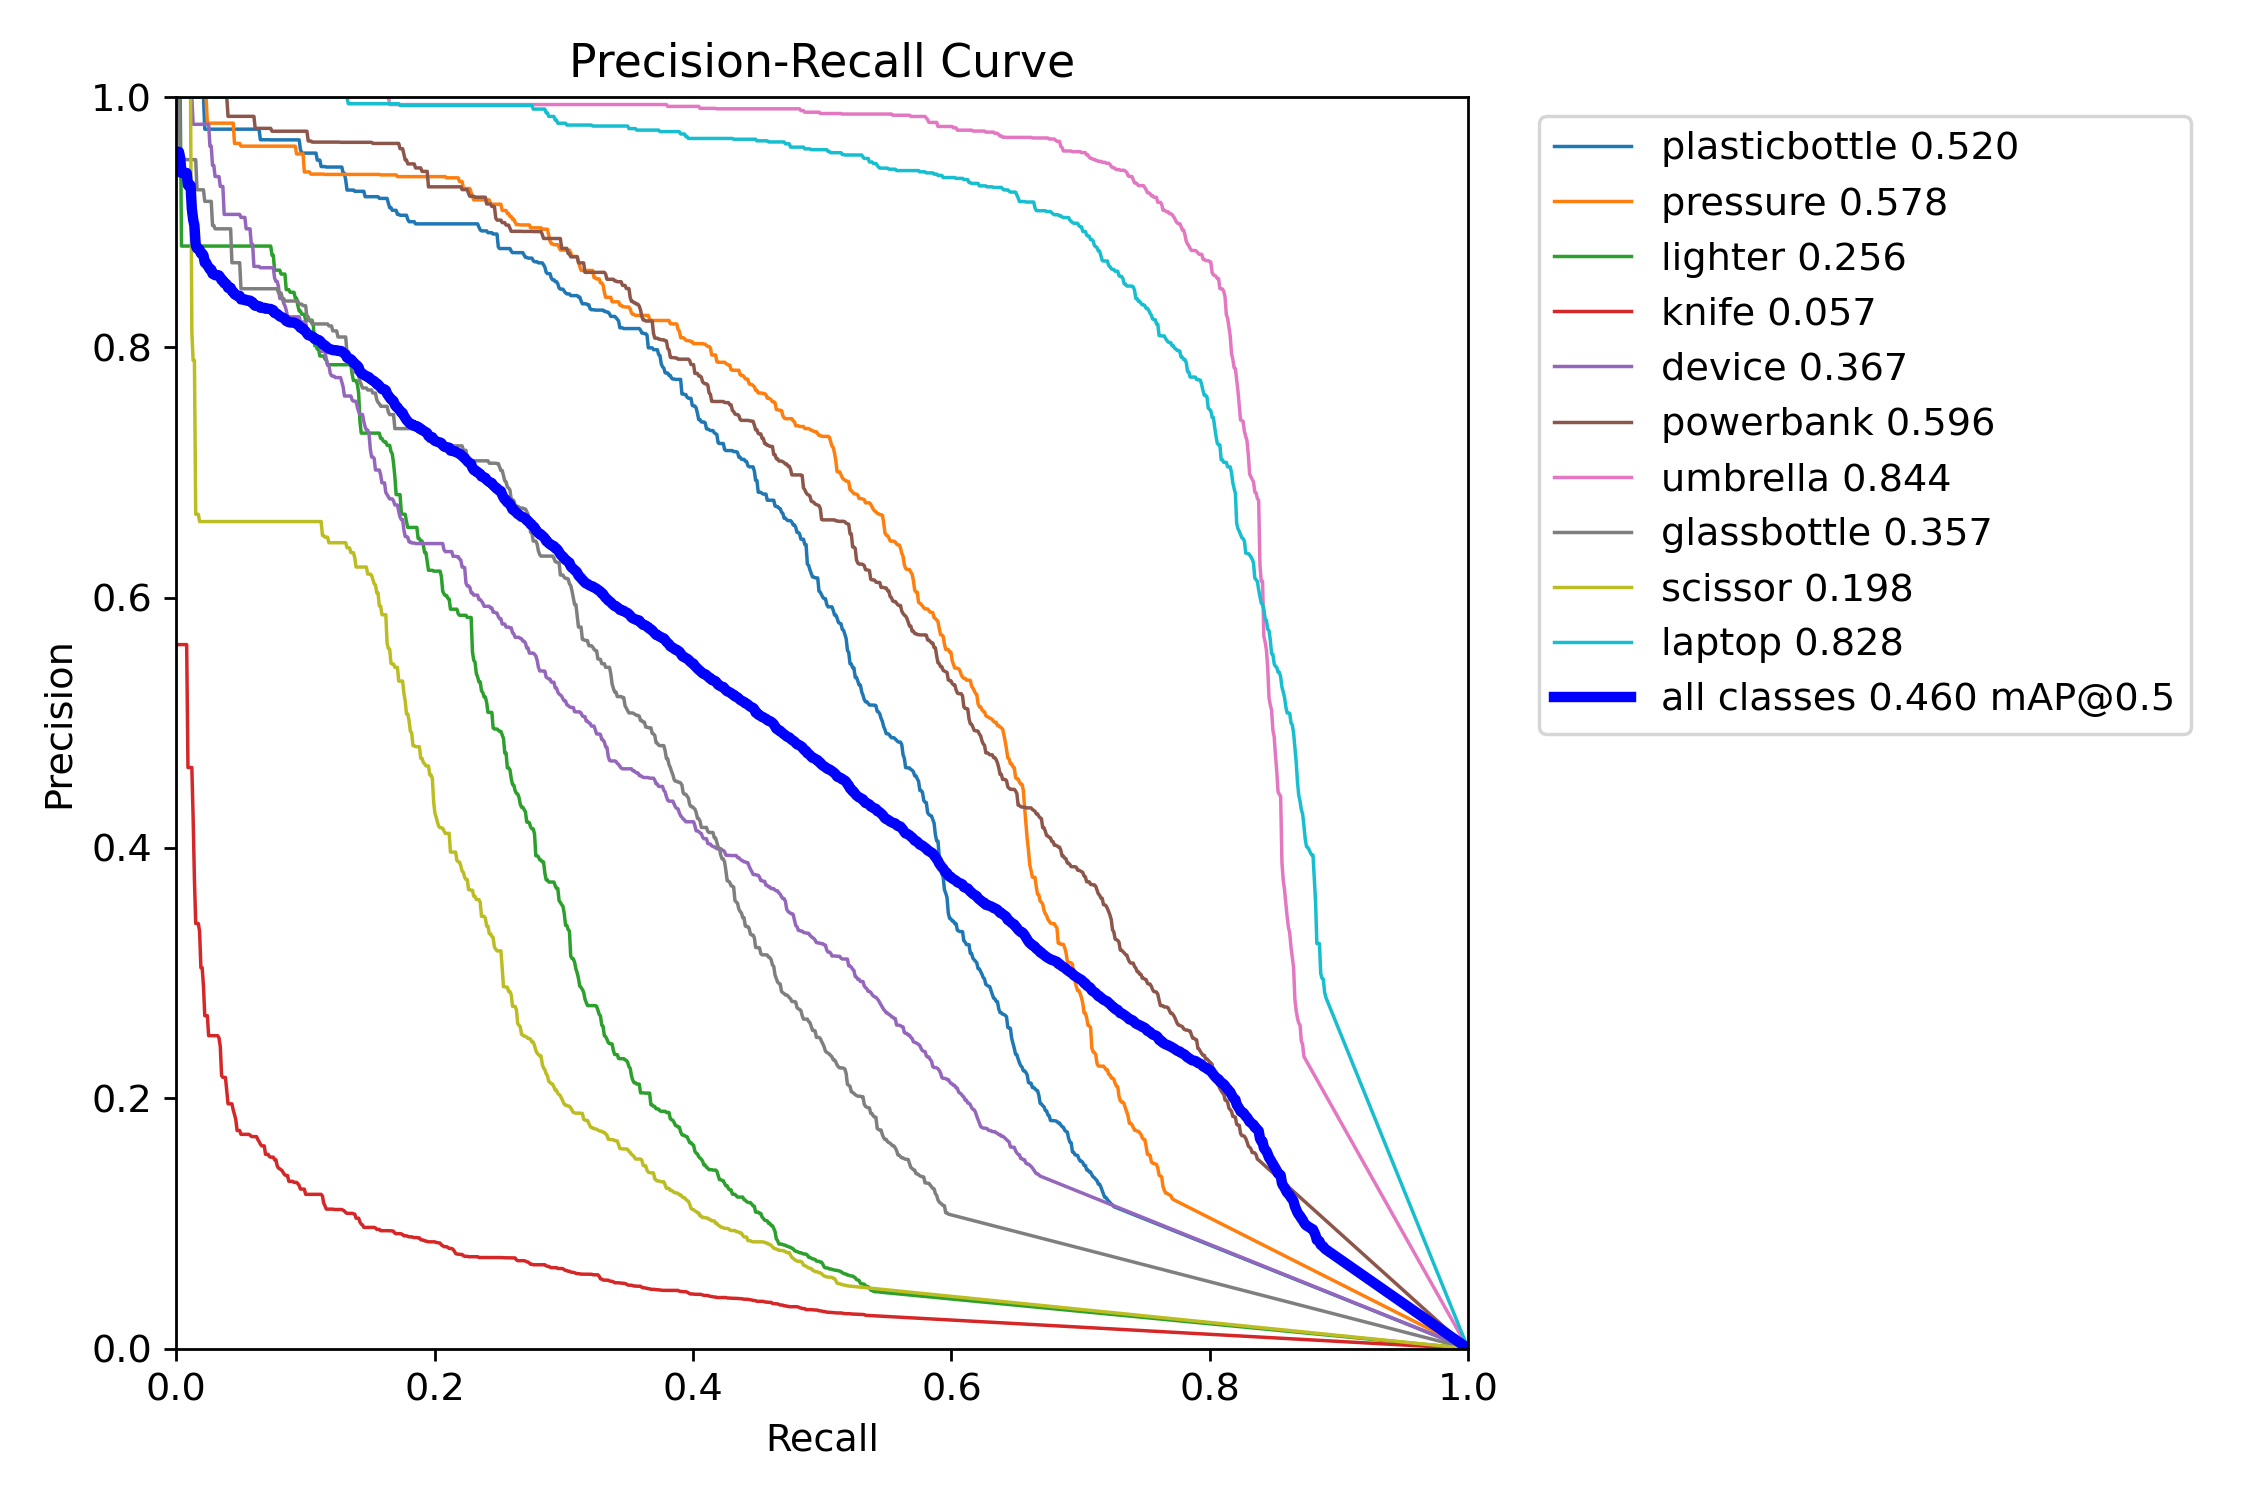 Precision-Recall Curve
1.0
0.8
0.6
0.4
0.2
0.0
Precision
0.0 0.2 0.4 0.6 0.8 1.0
Recall
plasticbottle 0.520
pressure 0.578
lighter 0.256
knife 0.057
device 0.367
powerbank 0.596
umbrella 0.844
glassbottle 0.357
scissor 0.198
laptop 0.828
all classes 0.460 mAP@0.5